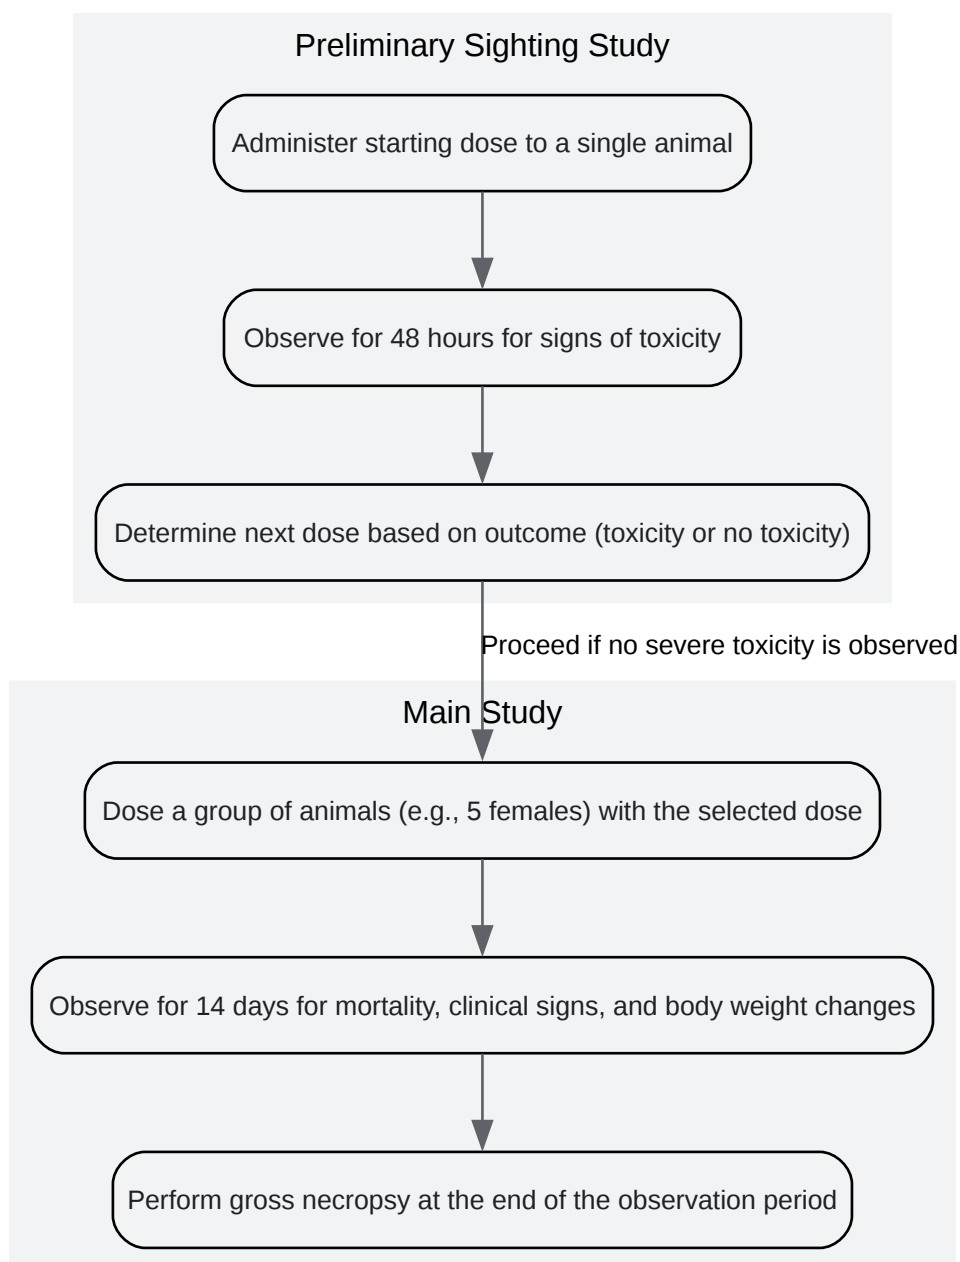 Preliminary Sighting Study
Administer starting dose to a single animal
Observe for 48 hours for signs of toxicity
Determine next dose based on outcome (toxicity or no toxicity)
Proceed if no severe toxicity is observed
Main Study
Dose a group of animals (e.g., 5 females) with the selected dose
Observe for 14 days for mortality, clinical signs, and body weight changes
Perform gross necropsy at the end of the observation period